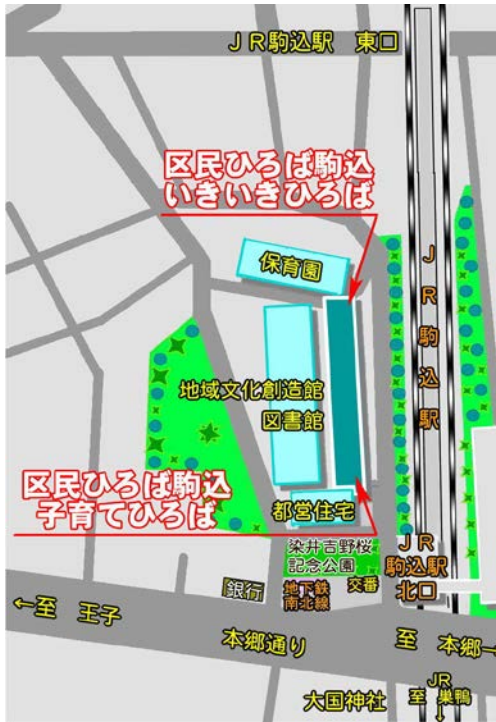 JR駒込駅 東口
区民ひろば駒込
いきいきひろば
保育園
JR駒込駅
地域文化創造館
図書館
区民ひろば駒込
子育てひろば
都営住宅
染井吉野桜
記念公園
JR
駒込駅
北口
銀行
地下鉄
南北線
交番
←至 王子
本郷通り
至 本郷→
大国神社
JR
至 巣鴨
↓